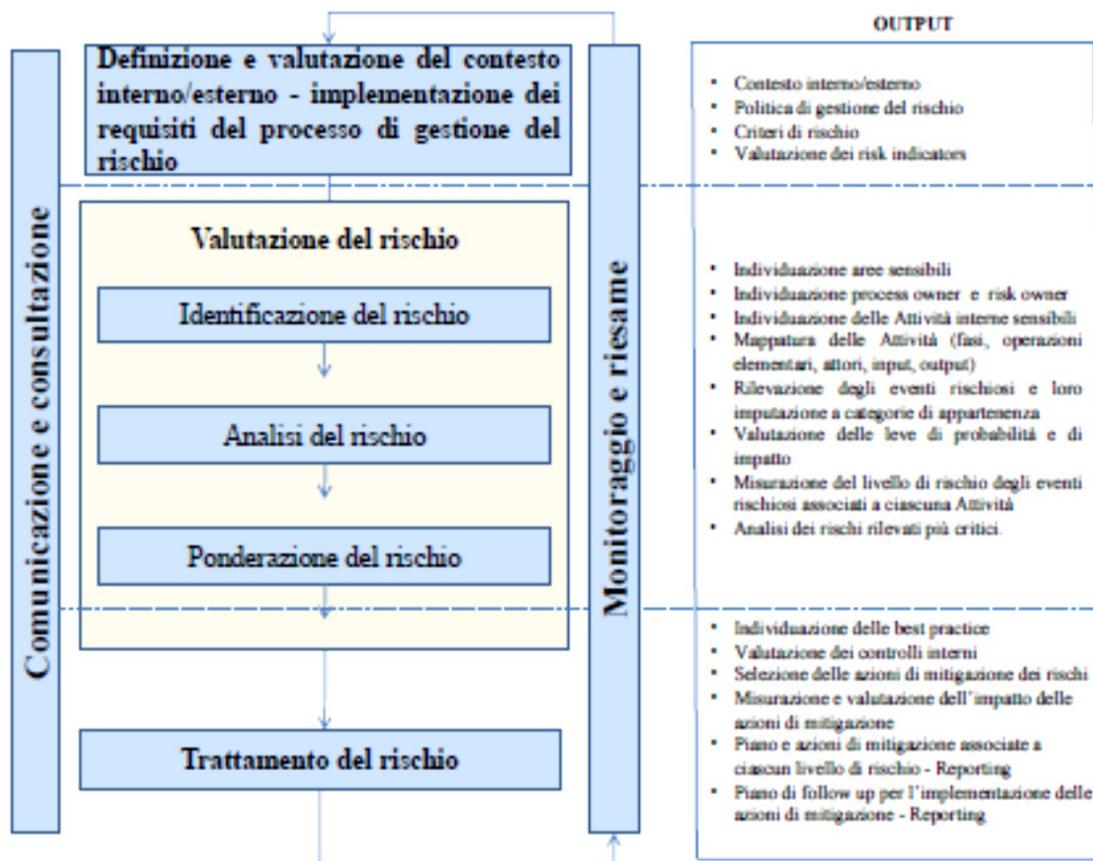 Comunicazione e consultazione
Definizione e valutazione del contesto
interno/esterno - implementazione dei
requisiti del processo di gestione del
rischio
Valutazione del rischio
Identificazione del rischio
Analisi del rischio
Ponderazione del rischio
Trattamento del rischio
Monitoraggio e riesame
OUTPUT
• Contesto interno/esterno
• Politica di gestione del rischio
• Criteri di rischio
• Valutazione dei risk indicators
• Individuazione aree sensibili
• Individuazione process owner e risk owner
• Individuazione delle Attività interne sensibili
• Mappatura delle Attività (fasi, operazioni
elementari, attori, input, output)
• Rilevazione degli eventi rischiosi e loro
imputazione a categorie di appartenenza
• Valutazione delle leve di probabilità e di
impatto
• Misurazione del livello di rischio degli eventi
rischiosi associati a ciascuna Attività
• Analisi dei rischi rilevati più critici.
• Individuazione delle best practice
• Valutazione dei controlli interni
• Selezione delle azioni di mitigazione dei rischi
• Misurazione e valutazione dell'impatto delle
azioni di mitigazione
• Piano e azioni di mitigazione associate a
ciascun livello di rischio - Reporting
• Piano di follow up per l'implementazione delle
azioni di mitigazione - Reporting